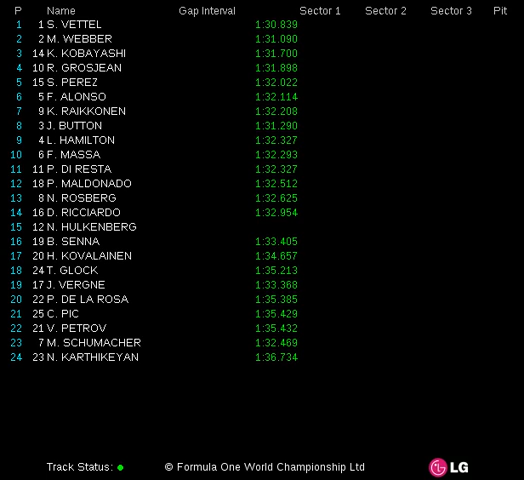 P Name Gap Interval Sector 1 Sector 2 Sector 3 Pit
1 1 S. VETTEL 1:30.839
2 2 M. WEBBER 1:31.090
3 14 K. KOBAYASHI 1:31.700
4 10 R. GROSJEAN 1:31.898
5 15 S. PEREZ 1:32.022
6 5 F. ALONSO 1:32.114
7 9 K. RAIKKONEN 1:32.208
8 3 J. BUTTON 1:31.290
9 4 L. HAMILTON 1:32.327
10 6 F. MASSA 1:32.293
11 11 P. DI RESTA 1:32.327
12 18 P. MALDONADO 1:32.512
13 8 N. ROSBERG 1:32.625
14 16 D. RICCIARDO 1:32.954
15 12 N. HULKENBERG
16 19 B. SENNA 1:33.405
17 20 H. KOVALAINEN 1:34.657
18 24 T. GLOCK 1:35.213
19 17 J. VERGNE 1:33.368
20 22 P. DE LA ROSA 1:35.385
21 25 C. PIC 1:35.429
22 21 V. PETROV 1:35.432
23 7 M. SCHUMACHER 1:32.469
24 23 N. KARTHIKEYAN 1:36.734
Track Status: © Formula One World Championship Ltd LG